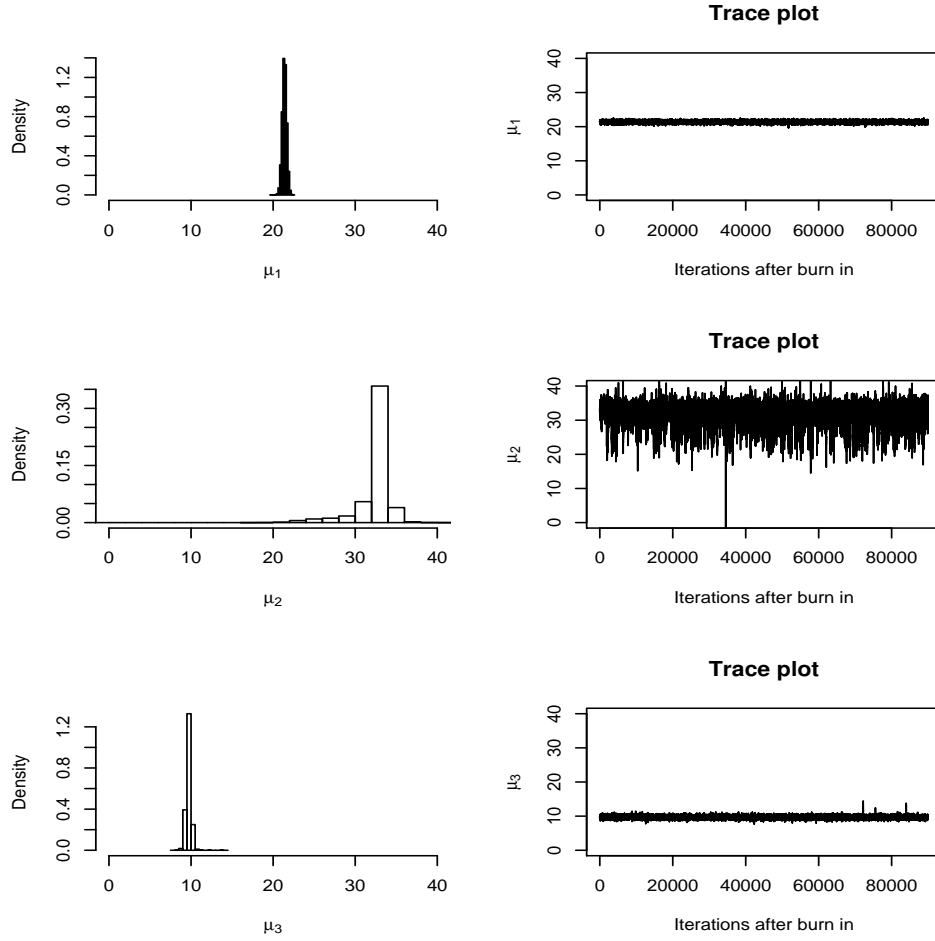 Density
0.0 0.4 0.8 1.2
0 10 20 30 40
μ1
Trace plot
μ1
0 10 20 30 40
0 20000 40000 60000 80000
Iterations after burn in
Density
0.00 0.15 0.30
0 10 20 30 40
μ2
Trace plot
μ2
0 10 20 30 40
0 20000 40000 60000 80000
Iterations after burn in
Density
0.0 0.4 0.8 1.2
0 10 20 30 40
μ3
Trace plot
μ3
0 10 20 30 40
0 20000 40000 60000 80000
Iterations after burn in